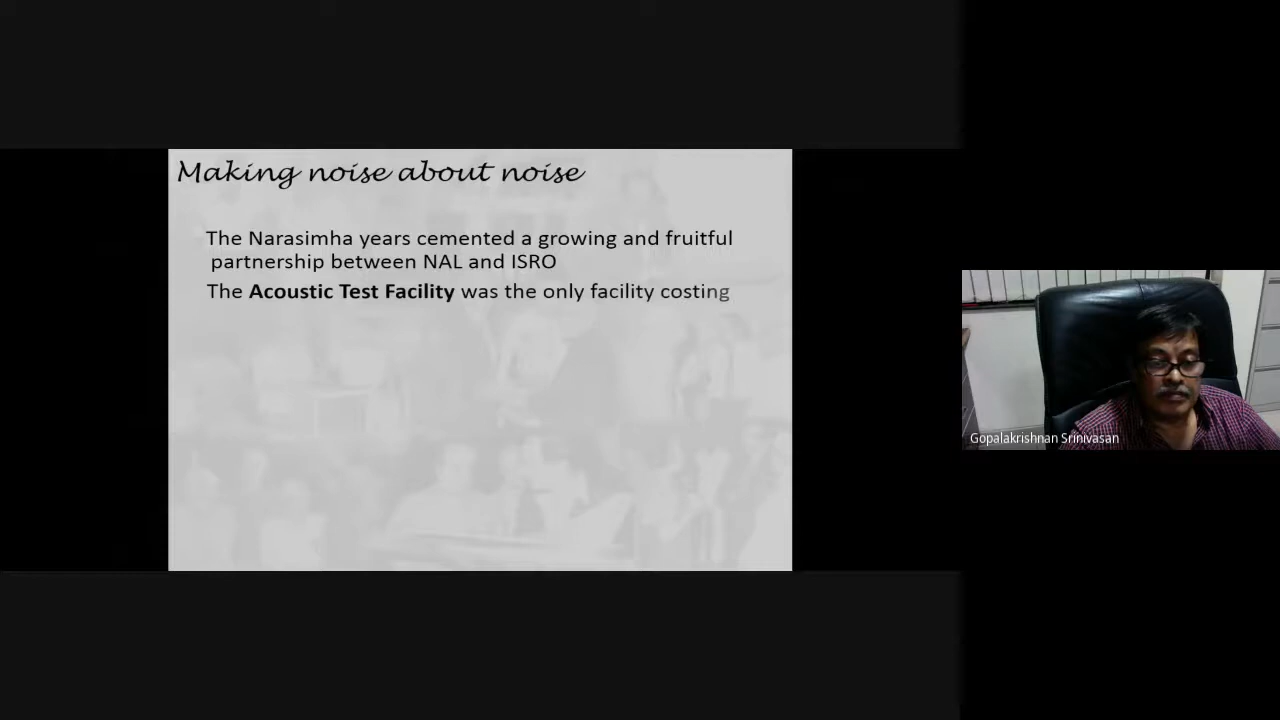 Making noise about noise
The Narasimha years cemented a growing and fruitful
partnership between NAL and ISRO
The Acoustic Test Facility was the only facility costing
Gopalakrishnan Srinivasan